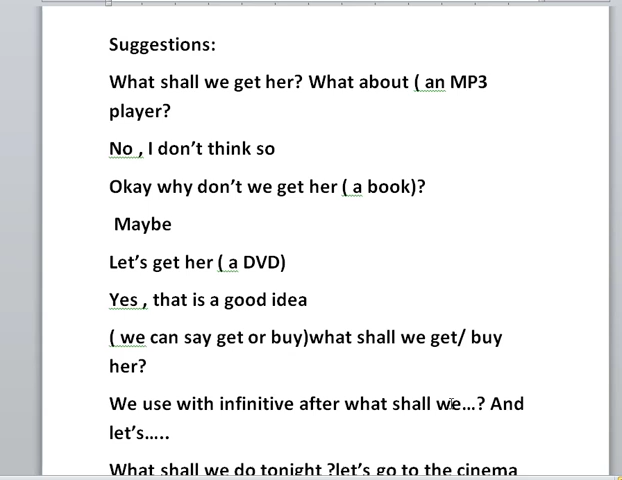 Suggestions:
What shall we get her? What about ( an MP3
player?
No , I don't think so
Okay why don't we get her ( a book)?
Maybe
Let's get her ( a DVD)
Yes , that is a good idea
( we can say get or buy)what shall we get/ buy
her?
We use with infinitive after what shall we…? And
let's…..
What shall we do tonight ?let's go to the cinema